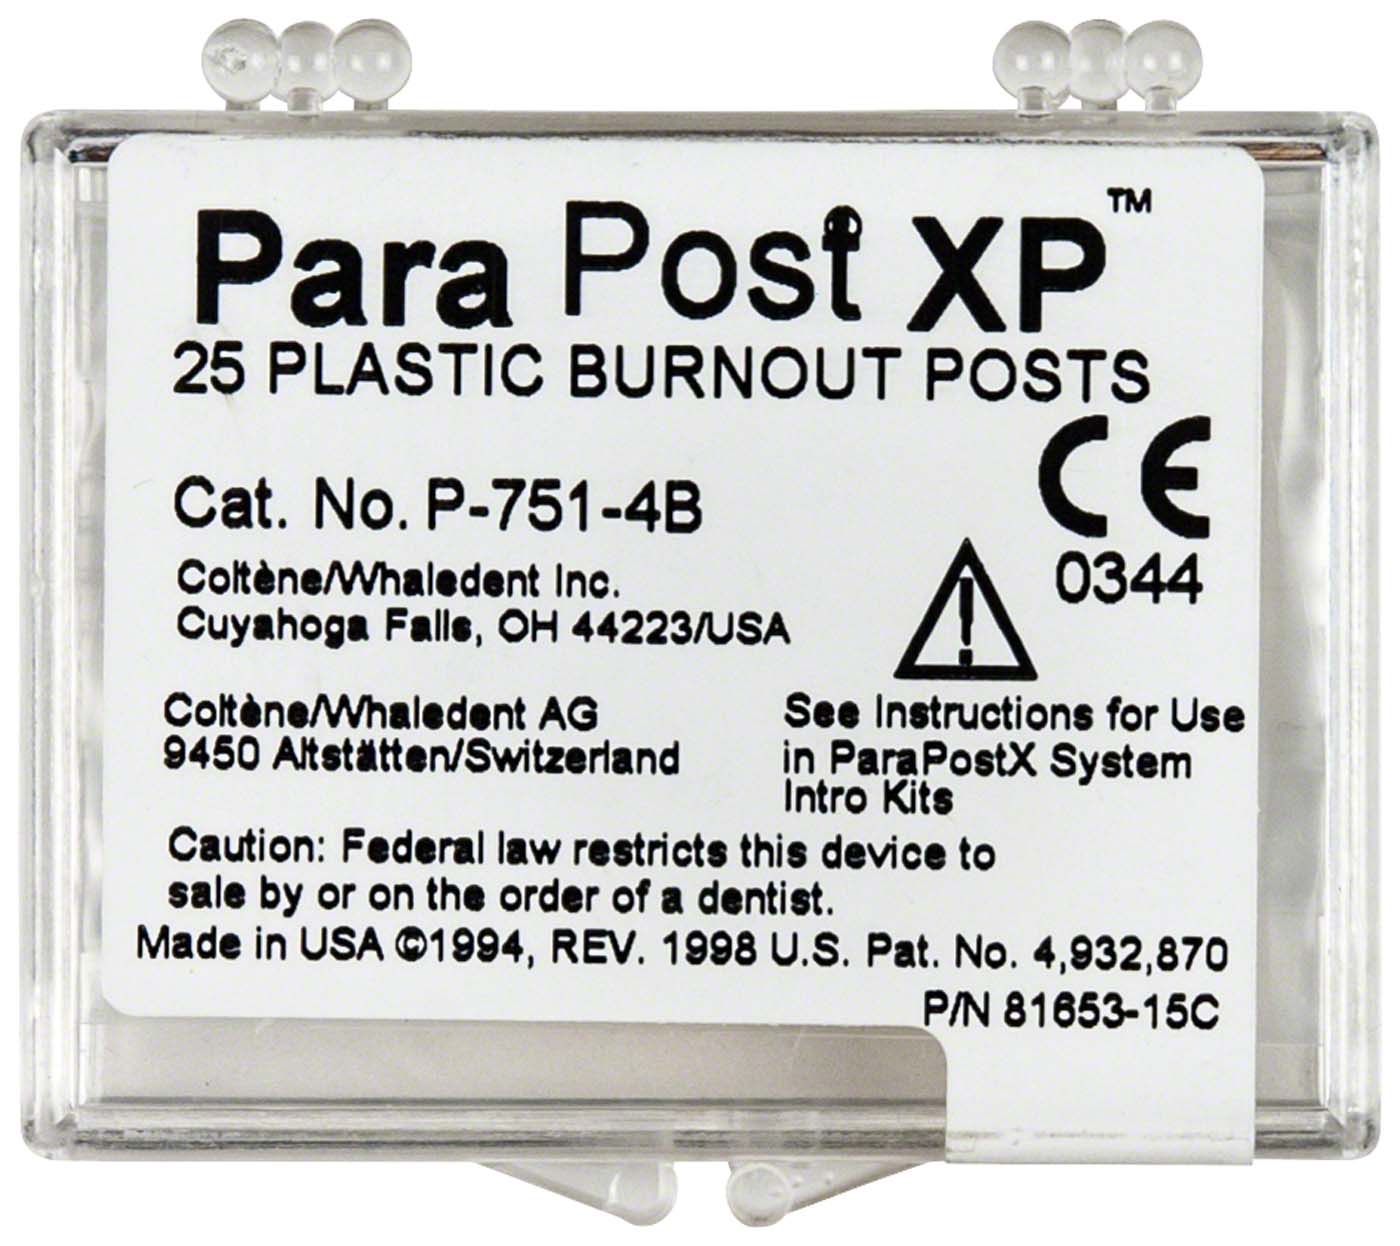 Para Post XP™
25 PLASTIC BURNOUT POSTS
Cat. No. P-751-4B
CE
0344
Coltène/Whaledent Inc.
Cuyahoga Falls, OH 44223/USA
Coltène/Whaledent AG
9450 Altstätten/Switzerland
See Instructions for Use
in ParaPostX System
Intro Kits
Caution: Federal law restricts this device to
sale by or on the order of a dentist.
Made in USA ©1994, REV. 1998 U.S. Pat. No. 4,932,870
P/N 81653-15C